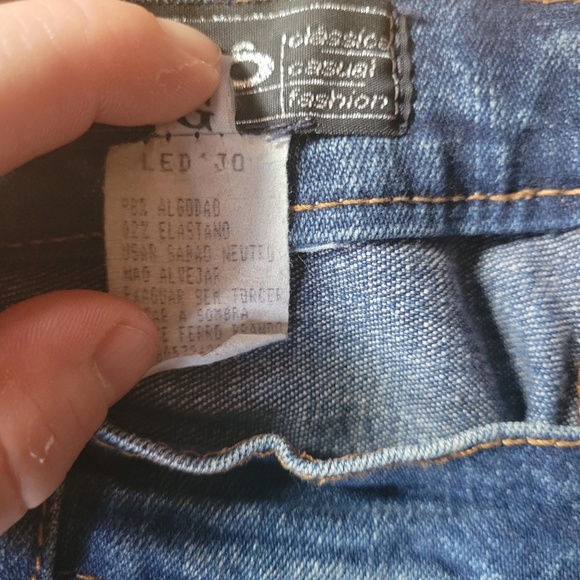 classics
casual
fashion
G
LED'JO
98% ALGODAO
02% ELASTANO
USAR SABAO NEUTRO
NAO ALVEJAR
ENXAGUAR SEM TORCER
A SOMBRA
FERRO BRANDO